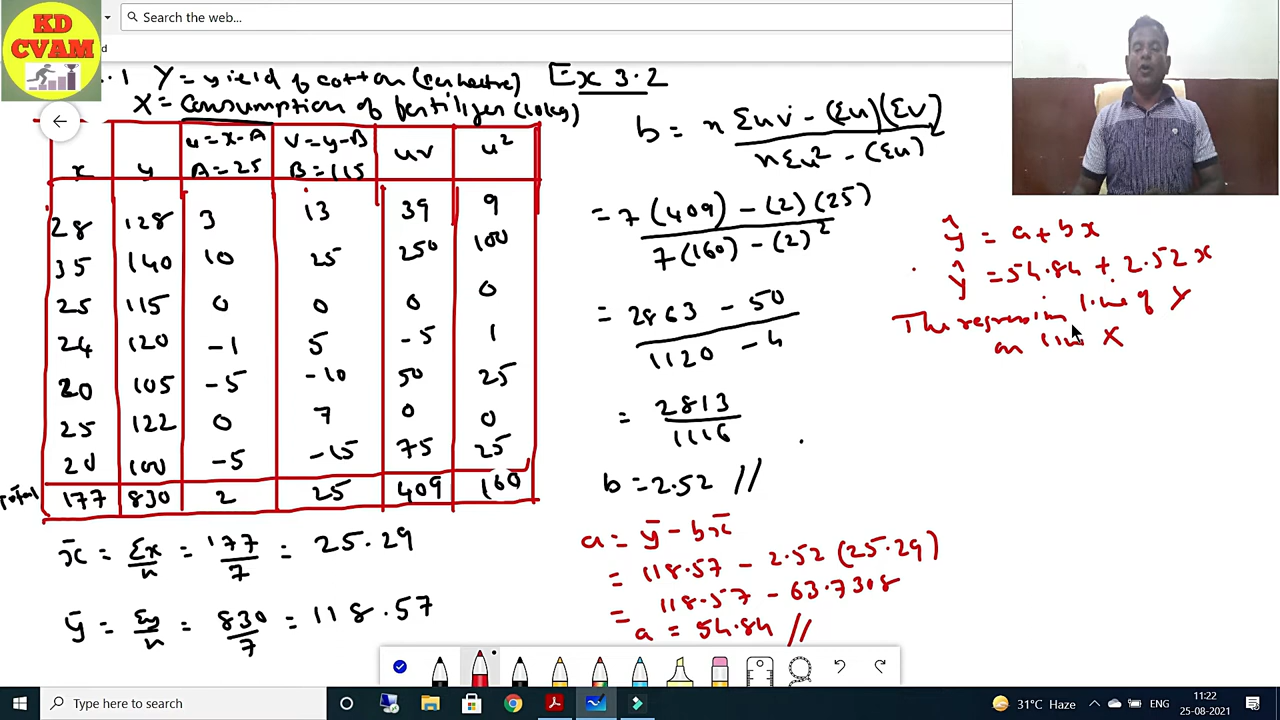 Search the web...
KD
CVAM
.1 Y = yield of cotton (per hectre) Ex 3.2
X = Consumption of fertilizer (10kg)
x y u=x-A A=25 v=y-B B=115 uv u²
28 128 3 13 39 9
35 140 10 25 250 100
25 115 0 0 0 0
24 120 -1 5 -5 1
20 105 -5 -10 50 25
25 122 0 7 0 0
20 100 -5 -15 75 25
Total 177 830 2 25 409 160
x̄ = Σx/n = 177/7 = 25.29
ȳ = Σy/n = 830/7 = 118.57
b = n Σuv - (Σu)(Σv) / nΣu² - (Σu)²
= 7(409) - (2)(25) / 7(160) - (2)²
= 2863 - 50 / 1120 - 4
= 2813 / 1116
b = 2.52 //
a = ȳ - bx̄
= 118.57 - 2.52 (25.29)
= 118.57 - 63.7308
a = 54.84 //
ŷ = a + bx
ŷ = 54.84 + 2.52x
The regression line of Y
on line X
Type here to search
31°C Haze
ENG
11:22
25-08-2021